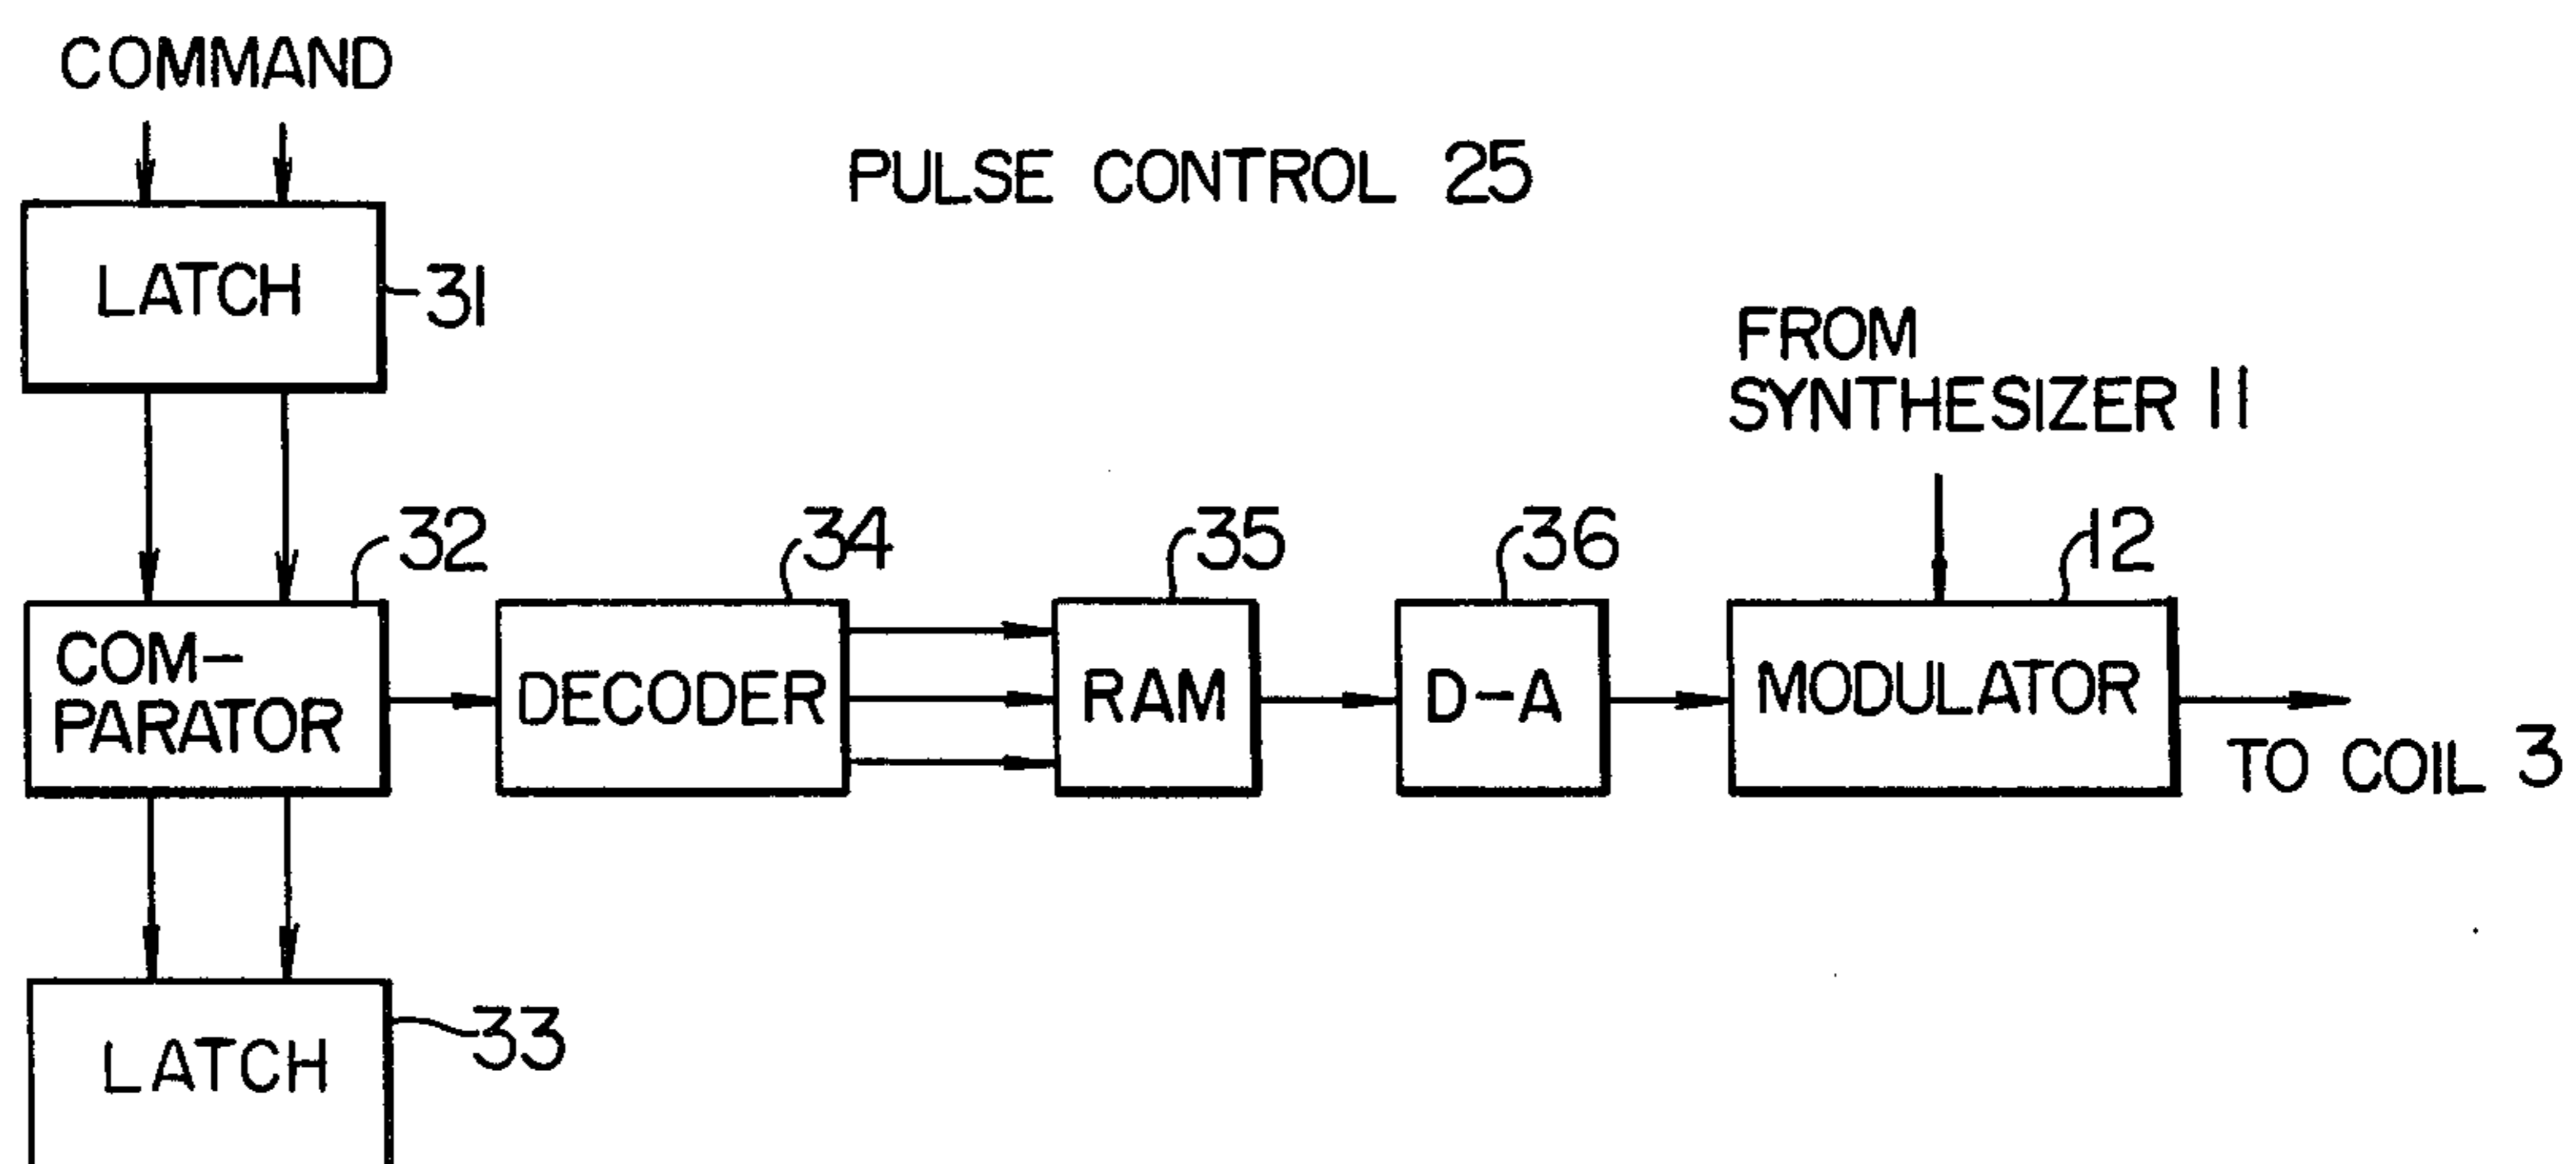 COMMAND
PULSE CONTROL 25
LATCH
31
FROM
SYNTHESIZER 11
32
34
35
36
12
COM-
PARATOR
DECODER
RAM
D-A
MODULATOR
TO COIL 3
LATCH
33